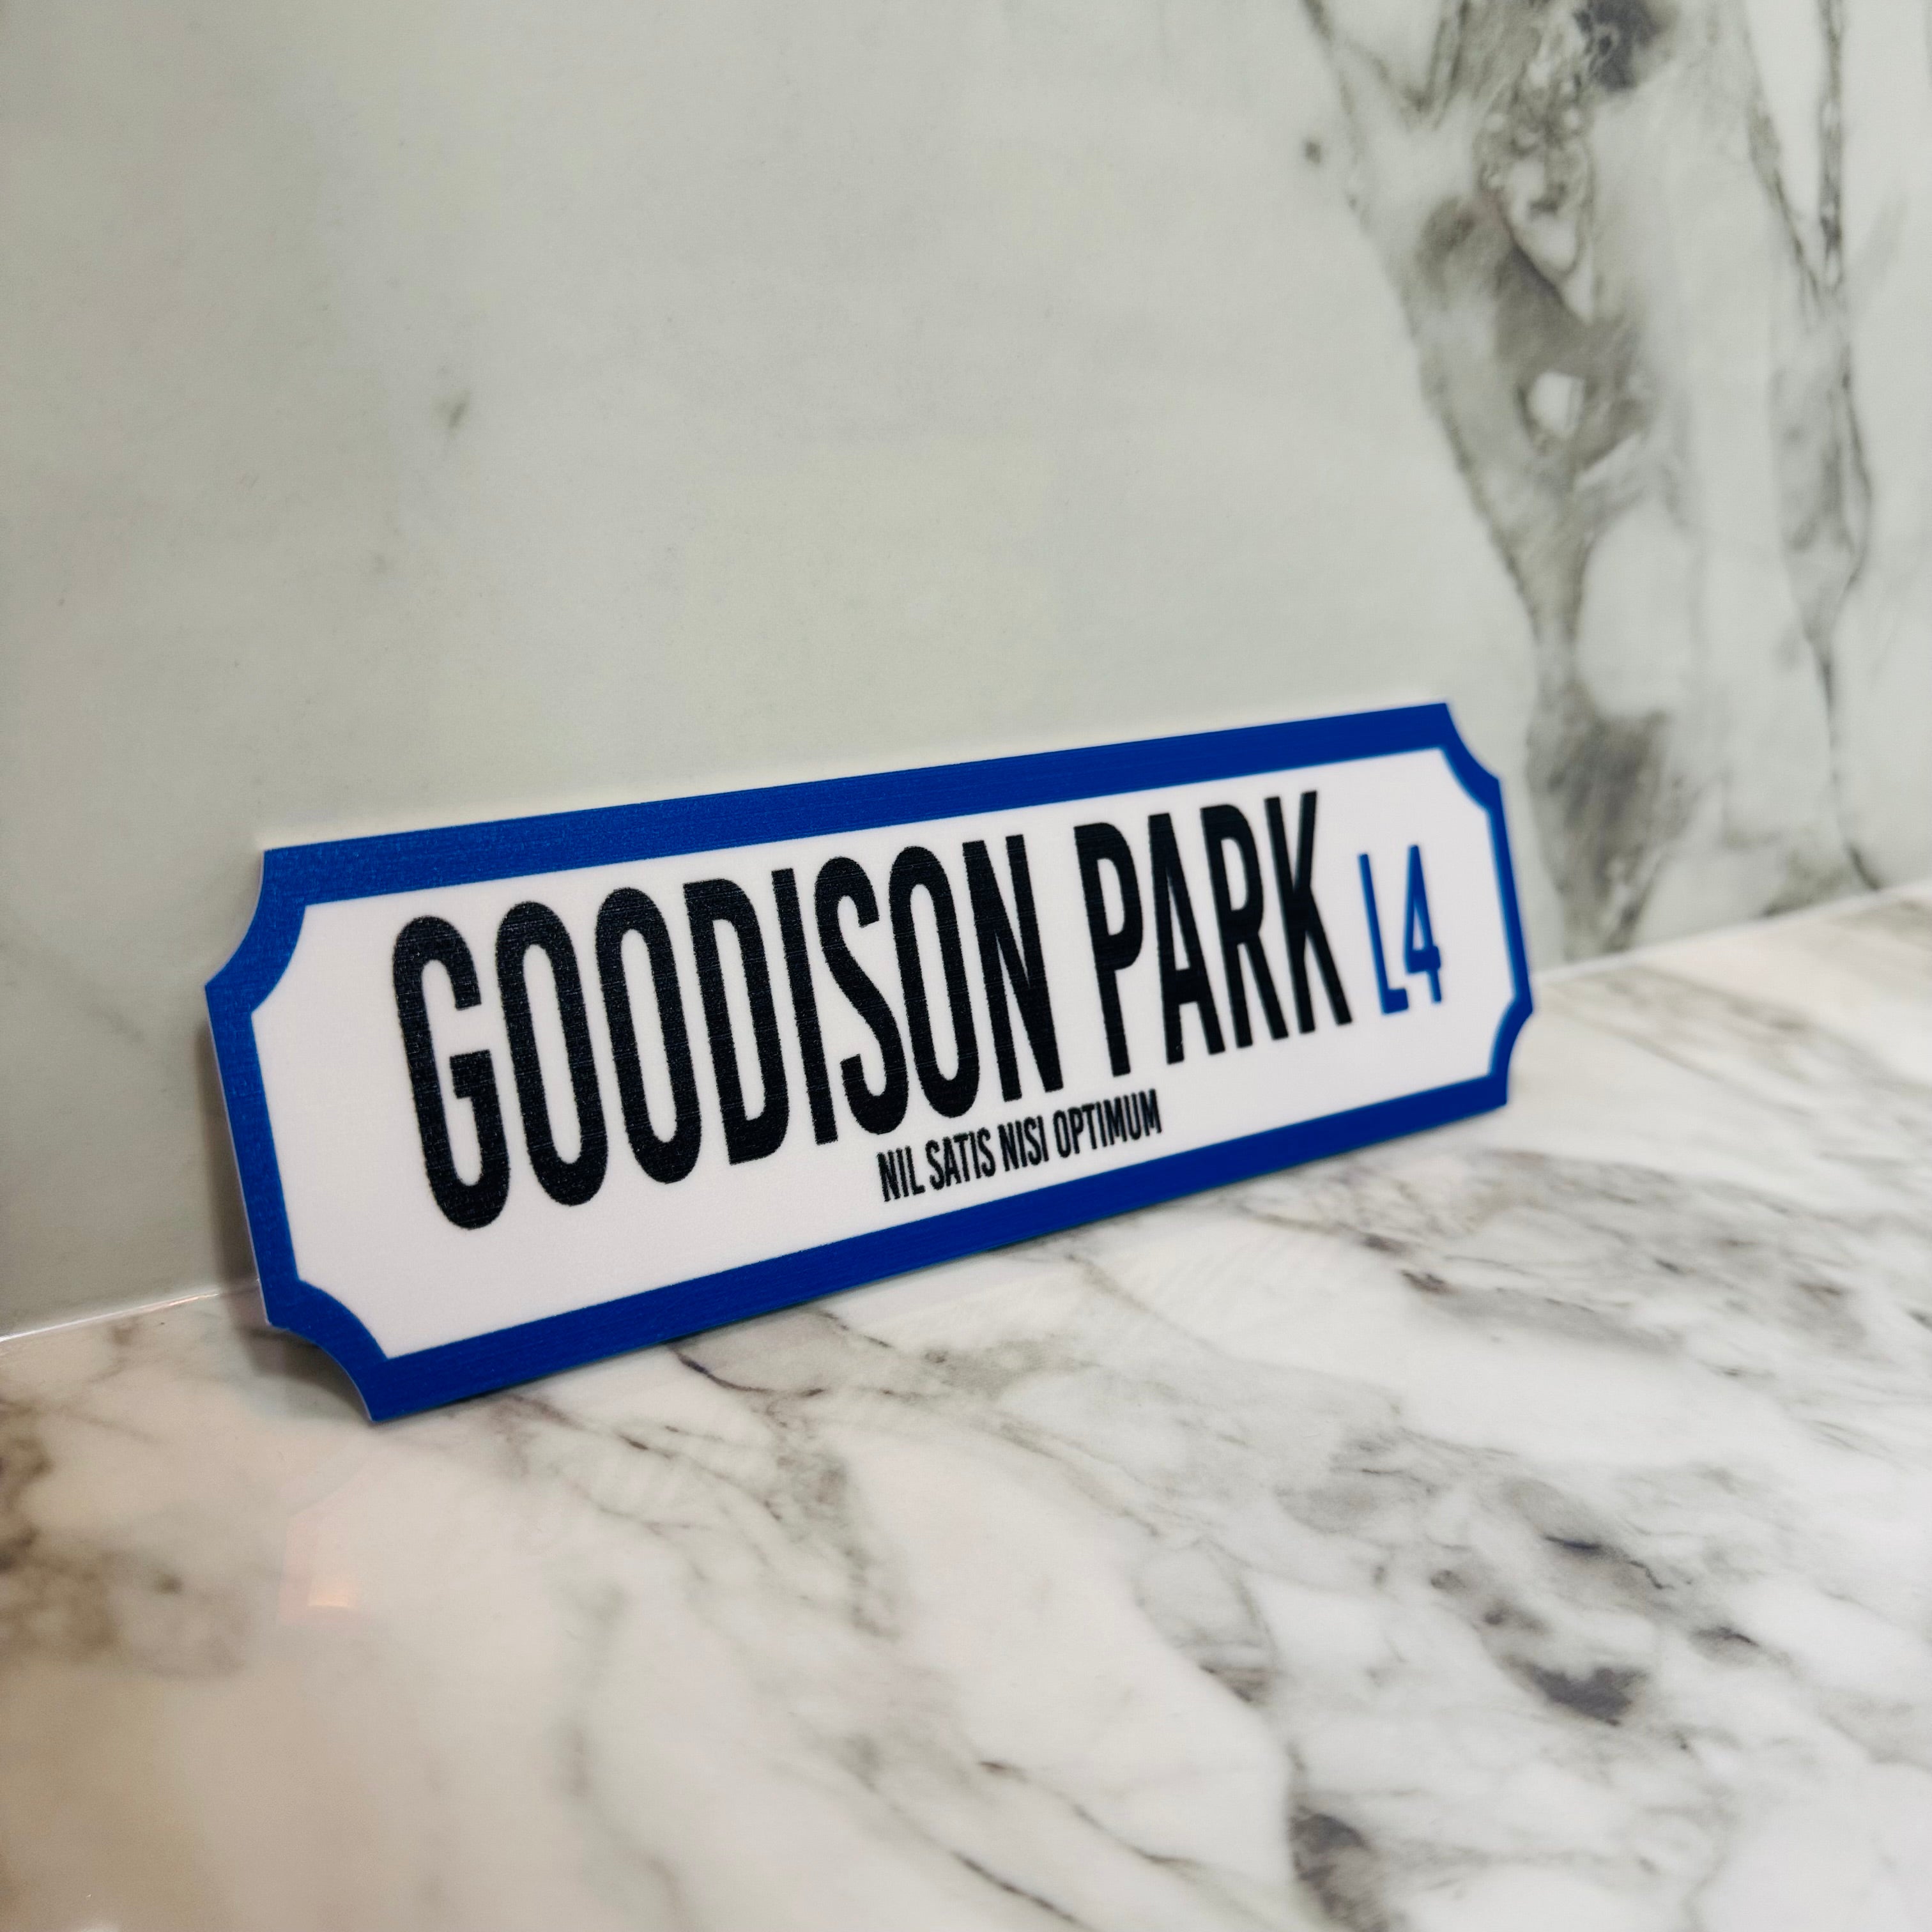 GOODISON PARK L4
NIL SATIS NISI OPTIMUM